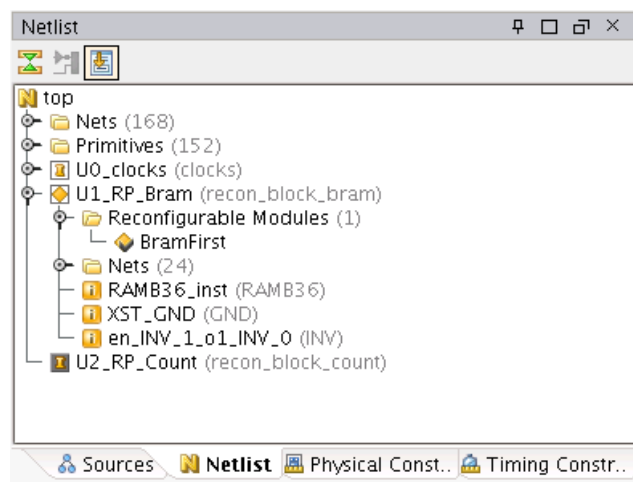 Netlist
top
Nets (168)
Primitives (152)
U0_clocks (clocks)
U1_RP_Bram (recon_block_bram)
Reconfigurable Modules (1)
BramFirst
Nets (24)
RAMB36_inst (RAMB36)
XST_GND (GND)
en_INV_1_o1_INV_0 (INV)
U2_RP_Count (recon_block_count)
Sources Netlist Physical Const.. Timing Constr..